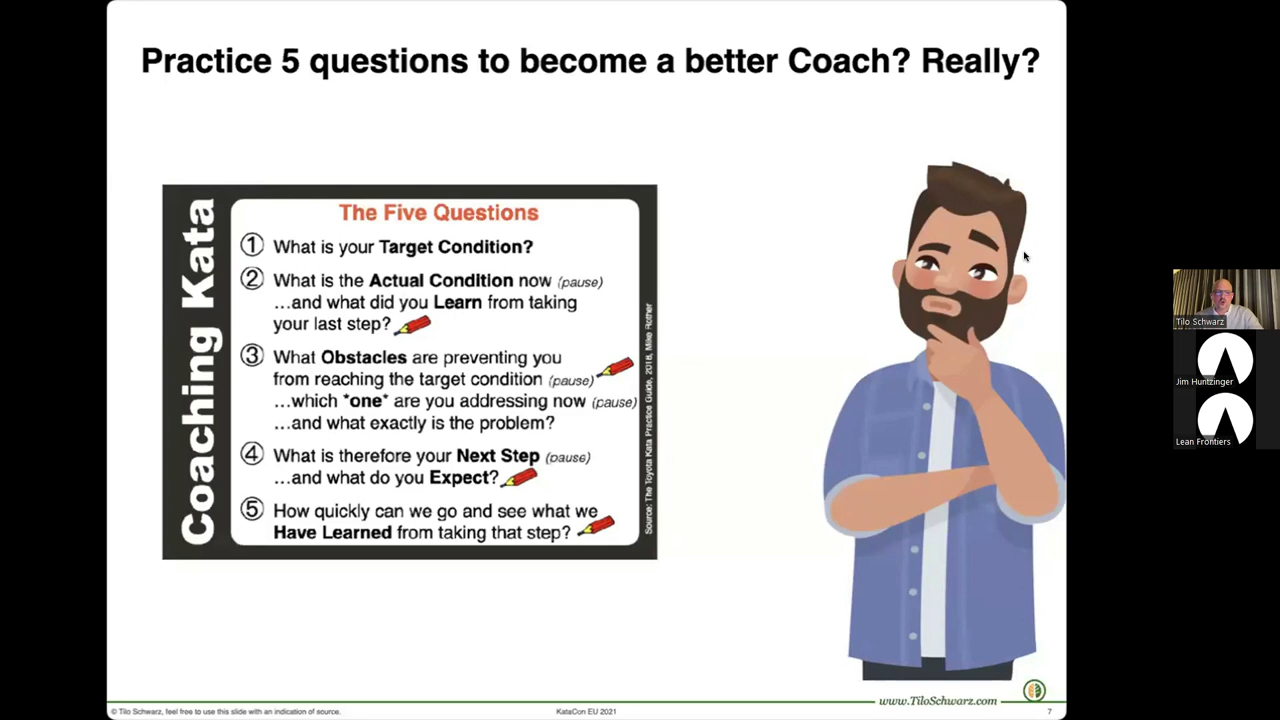 Practice 5 questions to become a better Coach? Really?
Coaching Kata
The Five Questions
① What is your Target Condition?
② What is the Actual Condition now (pause)
...and what did you Learn from taking
your last step?
③ What Obstacles are preventing you
from reaching the target condition (pause)
...which *one* are you addressing now (pause)
...and what exactly is the problem?
④ What is therefore your Next Step (pause)
...and what do you Expect?
⑤ How quickly can we go and see what we
Have Learned from taking that step?
Source: The Toyota Kata Practice Guide, 2018, Mike Rother
www.TiloSchwarz.com
© Tilo Schwarz, feel free to use this slide with an indication of source.
KataCon EU 2021
7
Tilo Schwarz
Jim Huntzinger
Lean Frontiers